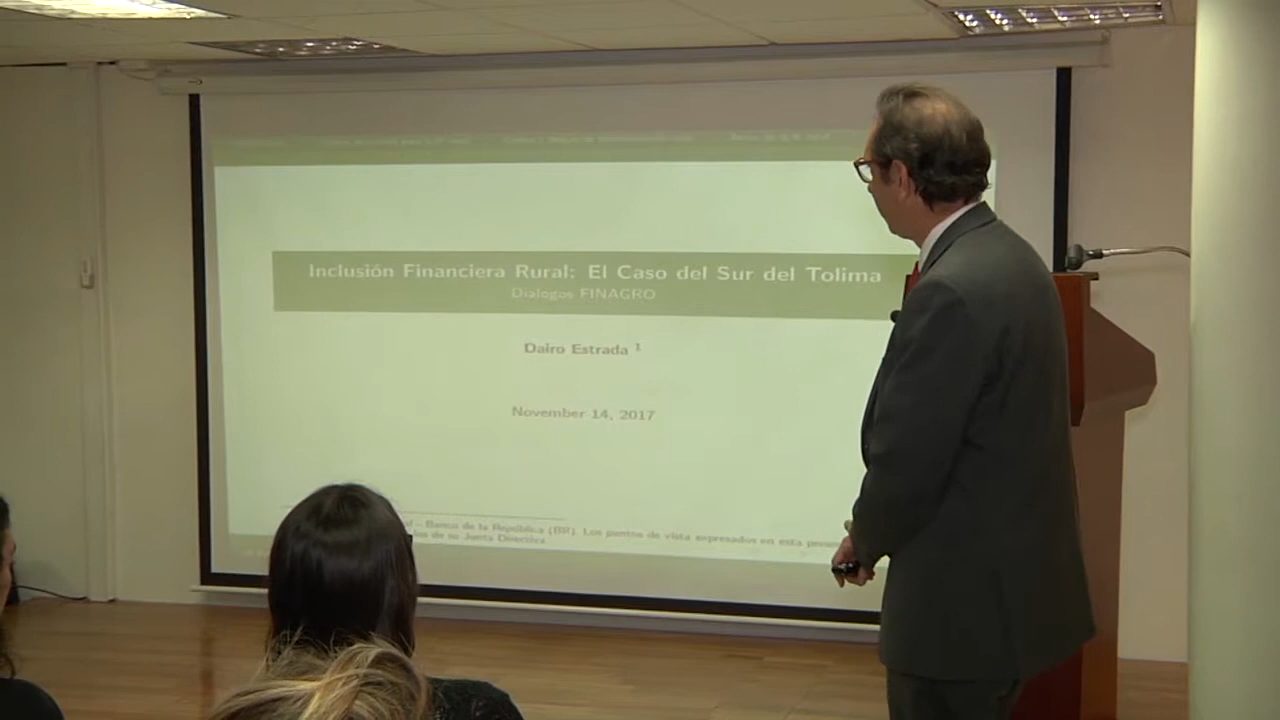 Inclusión Financiera Rural: El Caso del Sur del Tolima
Dialogos FINAGRO
Dairo Estrada 1
November 14, 2017
– Banco de la República (BR). Los puntos de vista expresados en esta
de su Junta Directiva